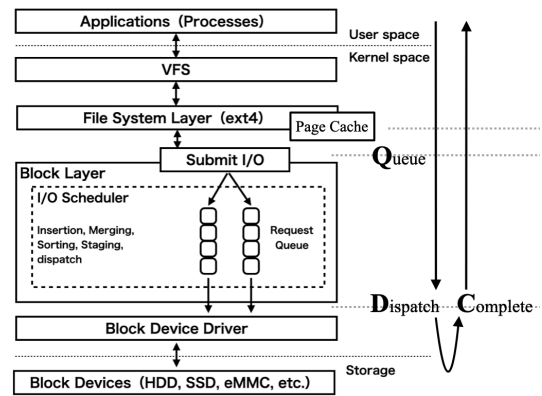 Applications (Processes)
User space
Kernel space
VFS
File System Layer (ext4)
Page Cache
Submit I/O
Queue
Block Layer
I/O Scheduler
Insertion, Merging,
Sorting, Staging,
dispatch
Request
Queue
Dispatch
Complete
Block Device Driver
Storage
Block Devices (HDD, SSD, eMMC, etc.)